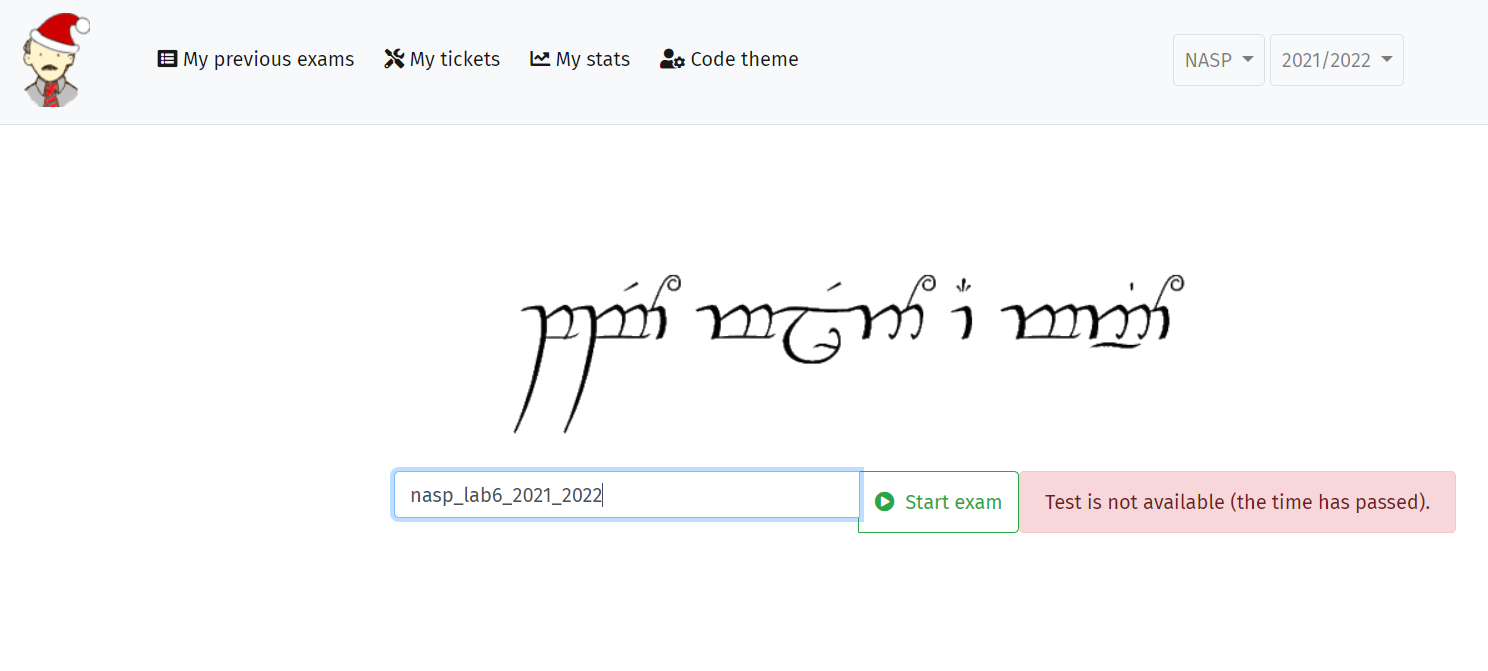 My previous exams My tickets My stats Code theme NASP 2021/2022
nasp_lab6_2021_2022 Start exam Test is not available (the time has passed).